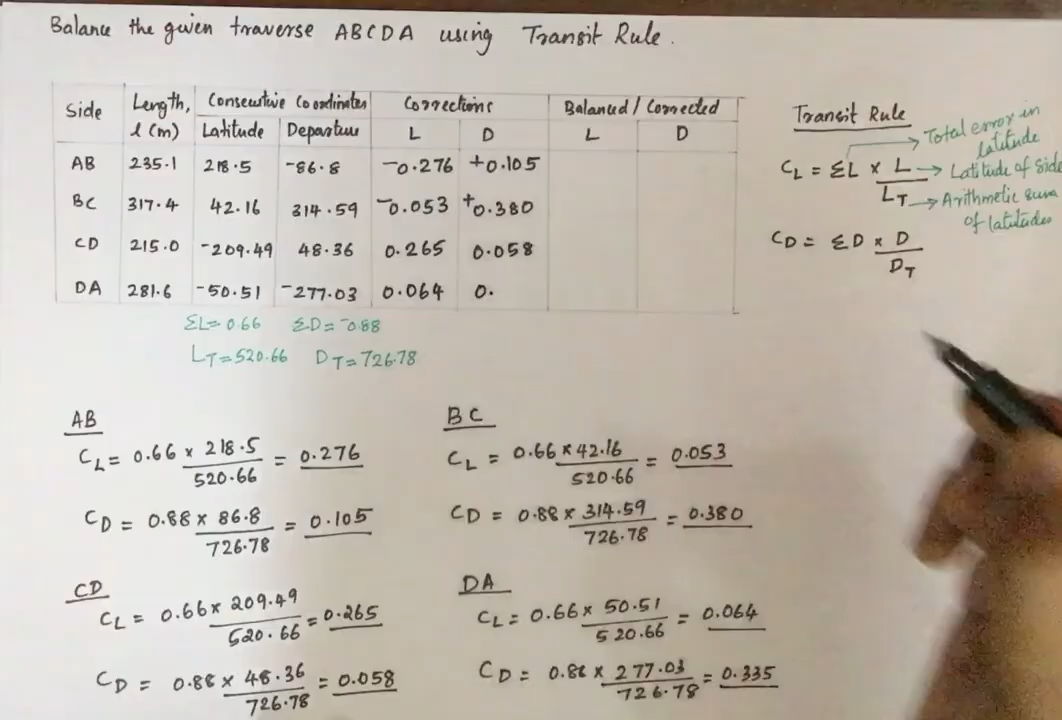 Balance the given traverse ABCDA using Transit Rule.
Side Length, l (m) Consecutive Coordinates Corrections Balanced / Corrected
Latitude Departure L D L D
AB 235.1 218.5 -86.8 -0.276 +0.105
BC 317.4 42.16 314.59 -0.053 +0.380
CD 215.0 -209.49 48.36 0.265 0.058
DA 281.6 -50.51 -277.03 0.064 0.
ΣL= 0.66 ΣD= -0.88
LT=520.66 DT=726.78
Transit Rule
CL = ΣL × L/LT
Total error in latitude
Latitude of side
Arithmetic sum of latitudes
CD = ΣD × D/DT
AB
CL = 0.66 × 218.5/520.66 = 0.276
CD = 0.88 × 86.8/726.78 = 0.105
BC
CL = 0.66 × 42.16/520.66 = 0.053
CD = 0.88 × 314.59/726.78 = 0.380
CD
CL = 0.66 × 209.49/520.66 = 0.265
CD = 0.88 × 48.36/726.78 = 0.058
DA
CL = 0.66 × 50.51/520.66 = 0.064
CD = 0.88 × 277.03/726.78 = 0.335